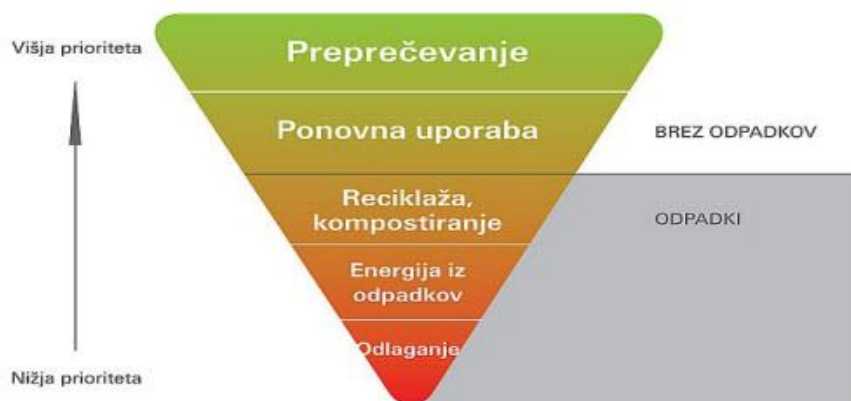 Višja prioriteta
Preprečevanje
Ponovna uporaba
BREZ ODPADKOV
Reciklaža,
kompostiranje
ODPADKI
Energija iz
odpadkov
Odlaganje
Nižja prioriteta